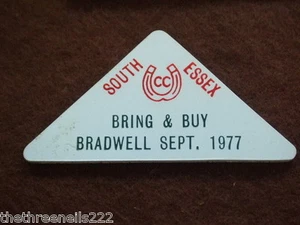 SOUTH ESSEX
CC
BRING & BUY
BRADWELL SEPT. 1977
thethreenells222